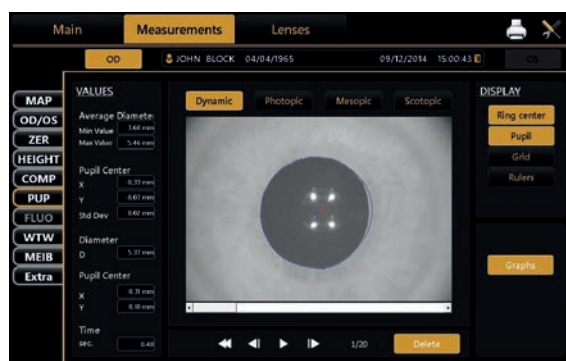 Main Measurements Lenses
OD JOHN BLOCK 04/04/1965 09/12/2014 15:00:43 OS
MAP
OD/OS
ZER
HEIGHT
COMP
PUP
FLUO
WTW
MEIB
Extra
VALUES
Average Diamete
Min Value 3.68 mm
Max Value 5.46 mm
Pupil Center
X 0.33 mm
Y 0.07 mm
Std Dev 0.02 mm
Diameter
D 5.37 mm
Pupil Center
X 0.31 mm
Y 0.10 mm
Time
sec. 0.40
Dynamic Photopic Mesopic Scotopic
1/20 Delete
DISPLAY
Ring center
Pupil
Grid
Rulers
Graphs